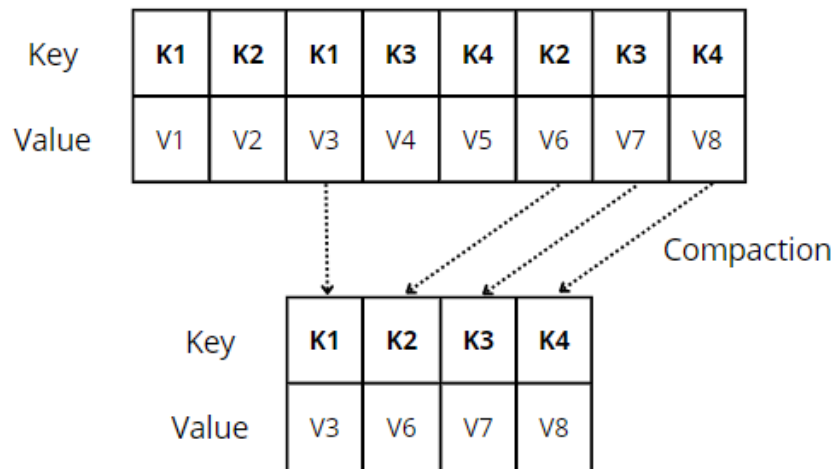 Key K1 K2 K1 K3 K4 K2 K3 K4
Value V1 V2 V3 V4 V5 V6 V7 V8
Compaction
Key K1 K2 K3 K4
Value V3 V6 V7 V8